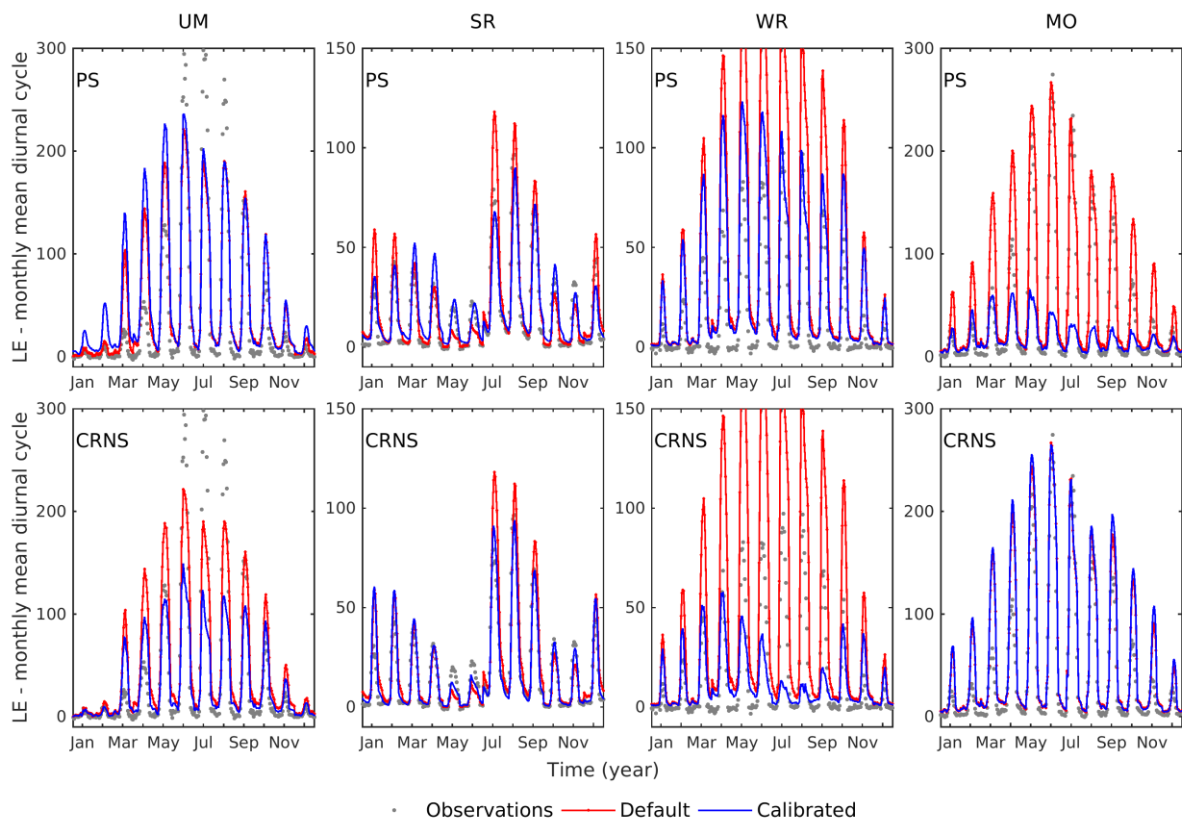 UM SR WR MO
LE - monthly mean diurnal cycle
300 150 150 300
PS PS PS PS
200 100 100 200
100 50 50 100
0 0 0 0
Jan Mar May Jul Sep Nov Jan Mar May Jul Sep Nov Jan Mar May Jul Sep Nov Jan Mar May Jul Sep Nov
LE - monthly mean diurnal cycle
300 150 150 300
CRNS CRNS CRNS CRNS
200 100 100 200
100 50 50 100
0 0 0 0
Jan Mar May Jul Sep Nov Jan Mar May Jul Sep Nov Jan Mar May Jul Sep Nov Jan Mar May Jul Sep Nov
Time (year)
Observations Default Calibrated